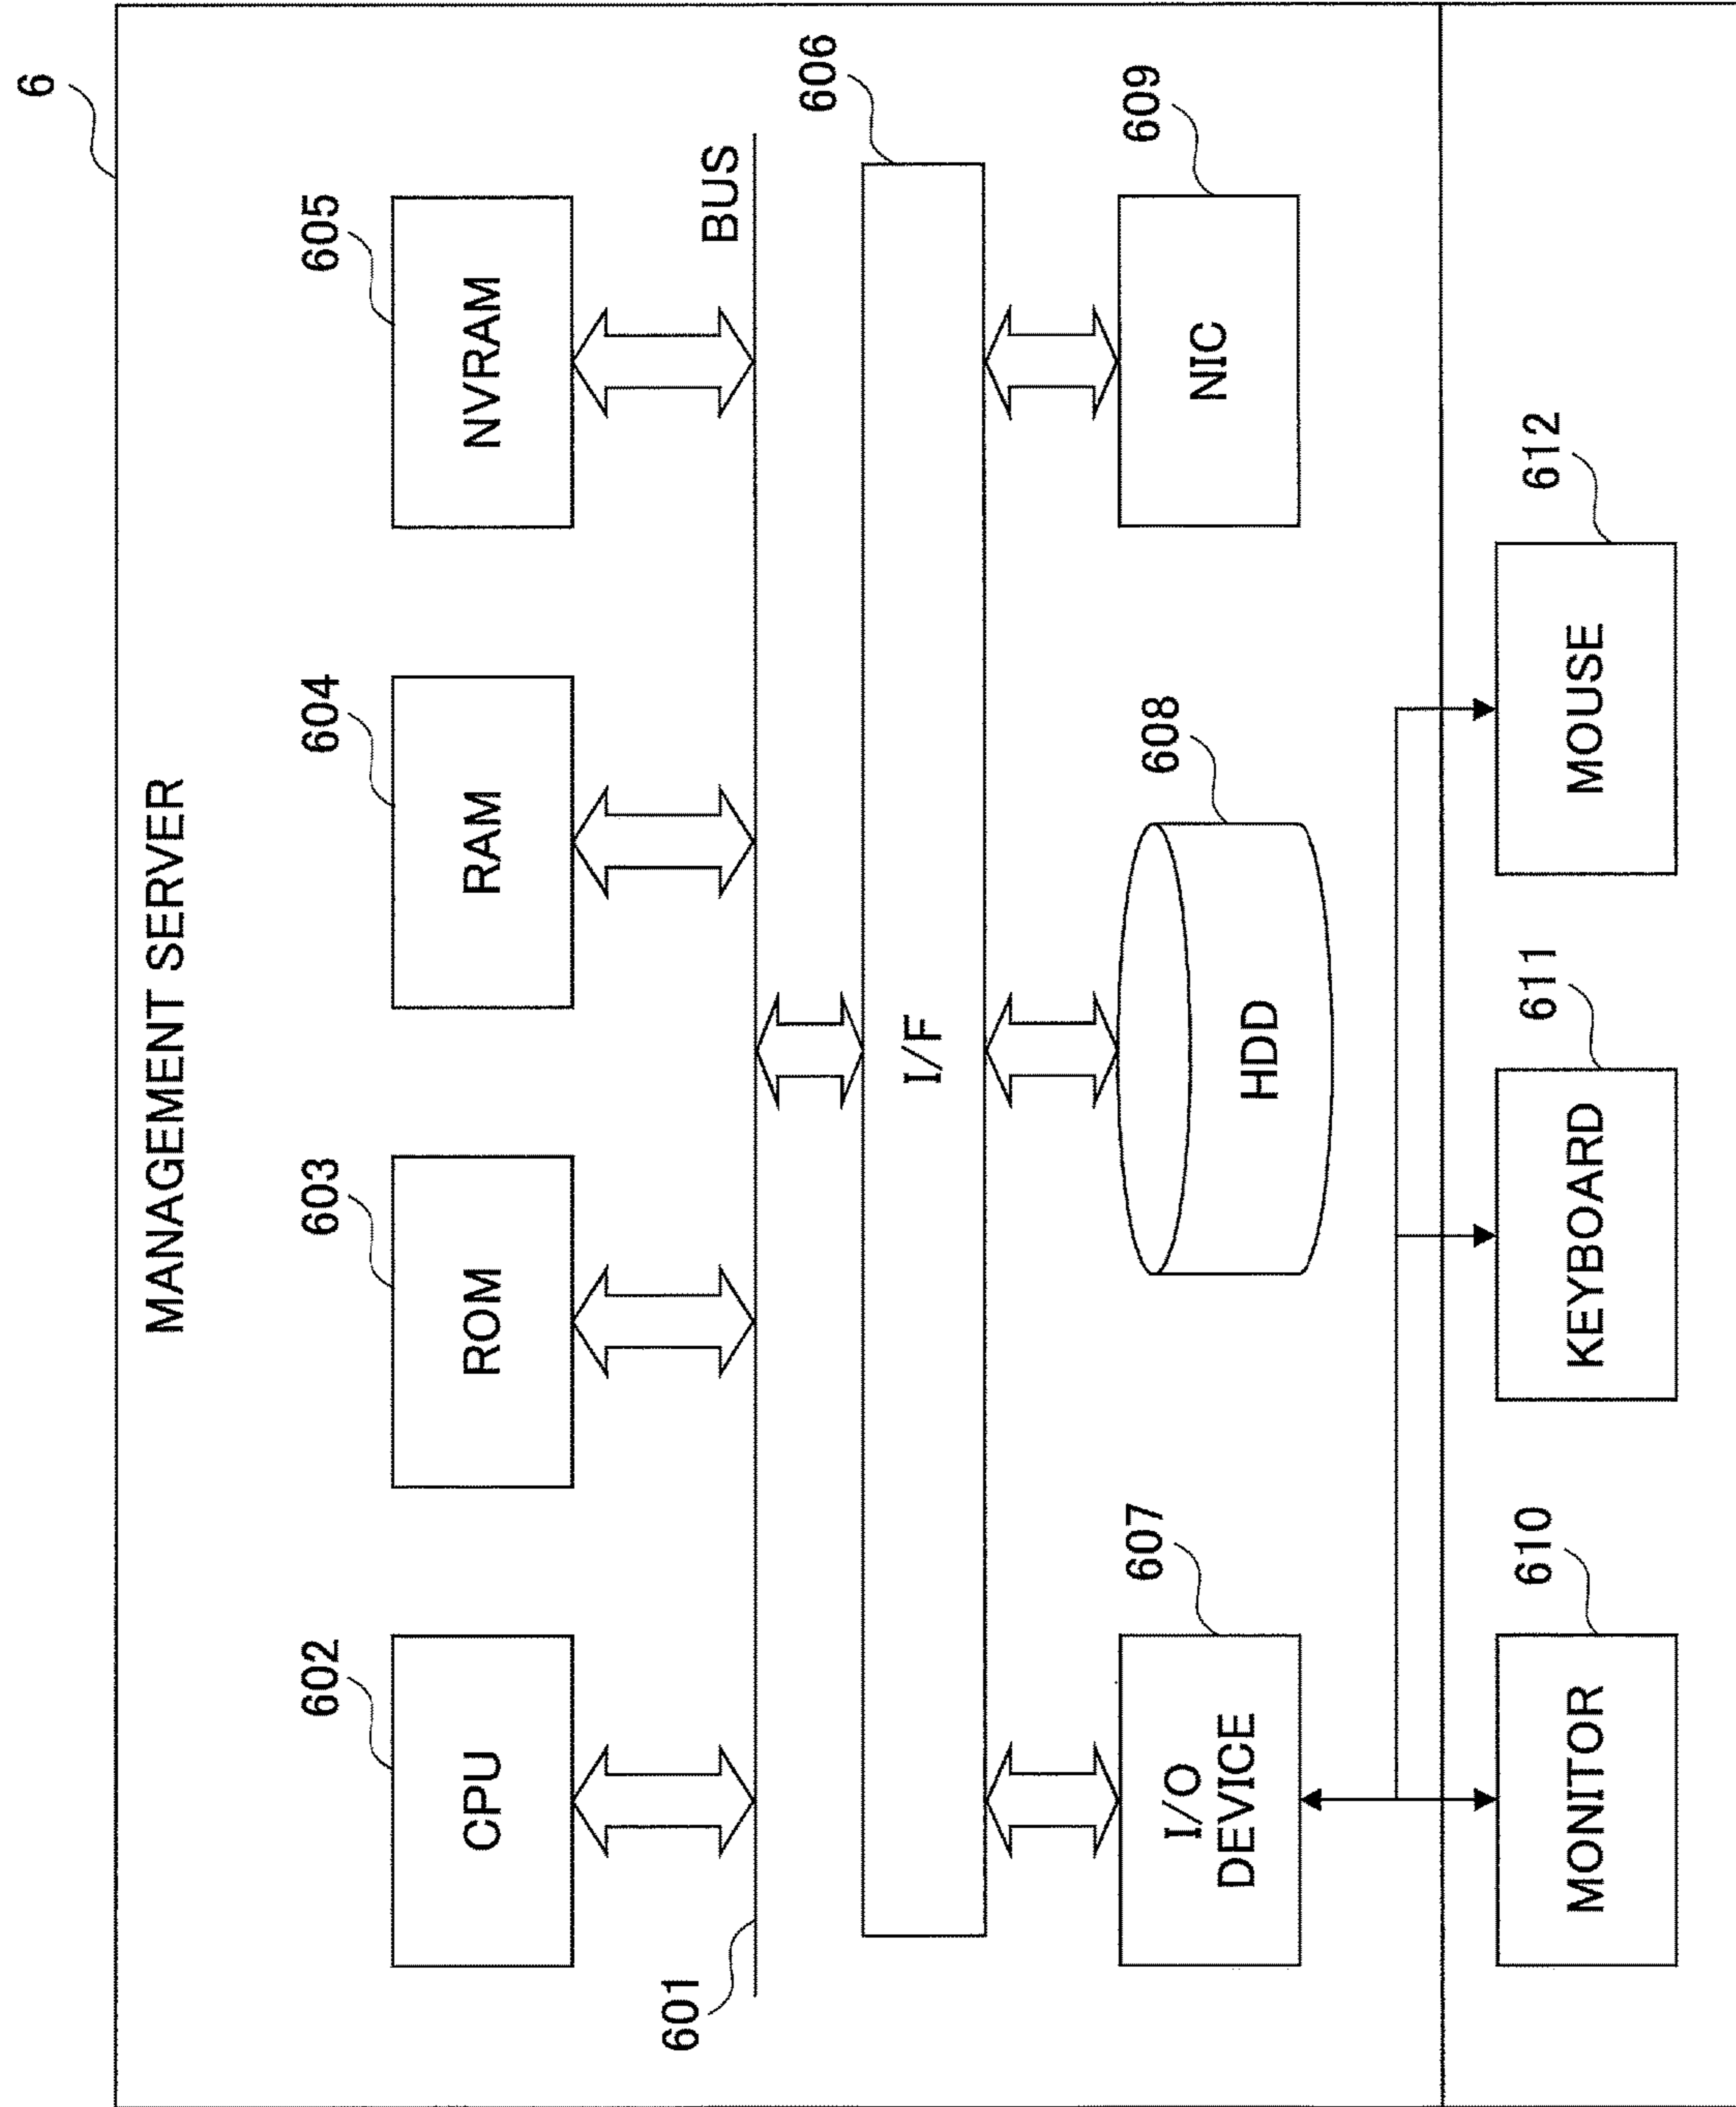 6
MANAGEMENT SERVER
602
603
604
605
CPU
ROM
RAM
NVRAM
601
BUS
606
I/F
607
608
609
I/O
DEVICE
HDD
NIC
610
611
612
MONITOR
KEYBOARD
MOUSE